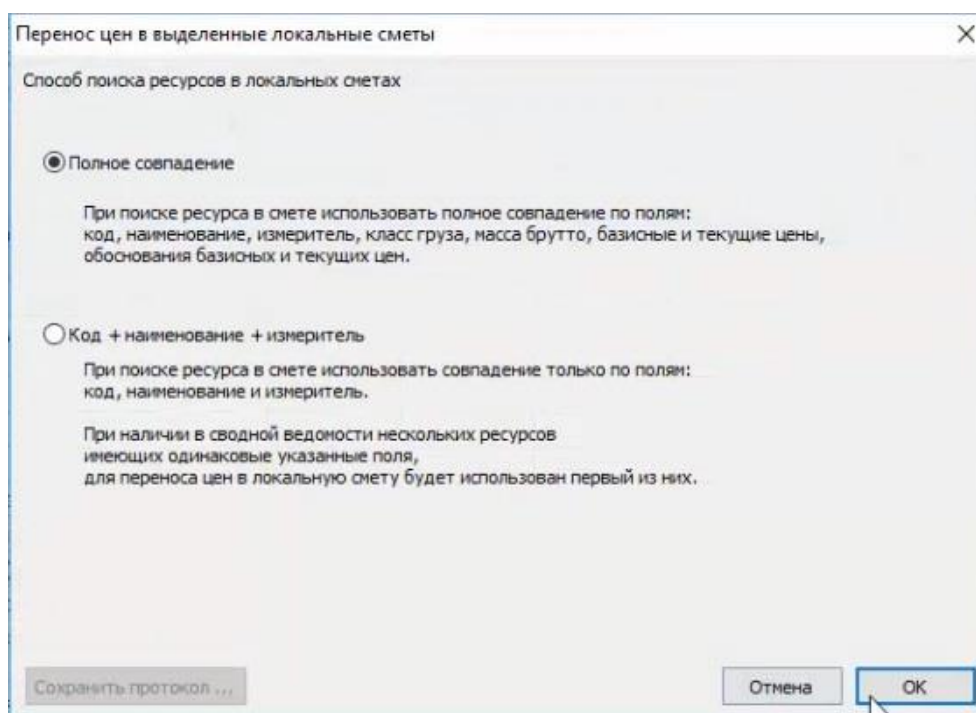 Перенос цен в выделенные локальные сметы
Способ поиска ресурсов в локальных сметах
Полное совпадение
При поиске ресурса в смете использовать полное совпадение по полям:
код, наименование, измеритель, класс груза, масса брутто, базисные и текущие цены,
обоснования базисных и текущих цен.
Код + наименование + измеритель
При поиске ресурса в смете использовать совпадение только по полям:
код, наименование и измеритель.
При наличии в сводной ведомости нескольких ресурсов
имеющих одинаковые указанные поля,
для переноса цен в локальную смету будет использован первый из них.
Сохранить протокол ... Отмена OK